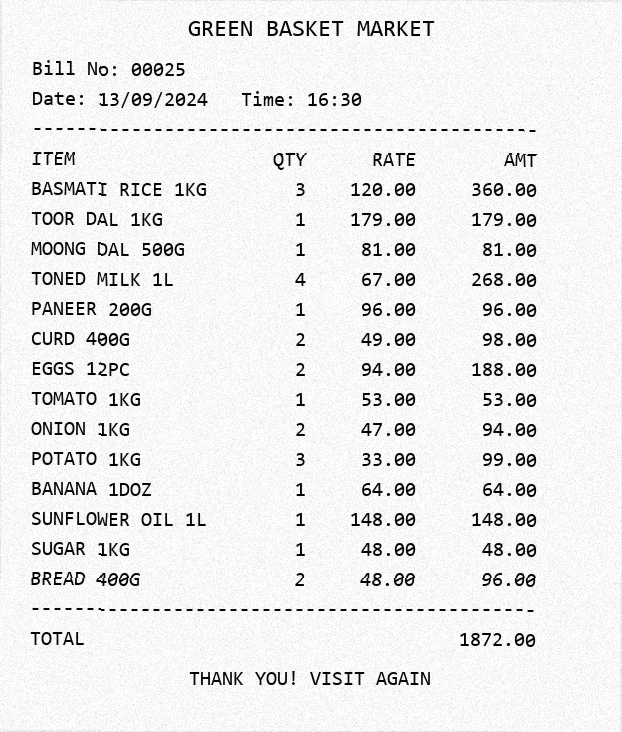 GREEN BASKET MARKET
Bill No: 00025
Date: 13/09/2024 Time: 16:30
----------------------------------------------
ITEM QTY RATE AMT
BASMATI RICE 1KG 3 120.00 360.00
TOOR DAL 1KG 1 179.00 179.00
MOONG DAL 500G 1 81.00 81.00
TONED MILK 1L 4 67.00 268.00
PANEER 200G 1 96.00 96.00
CURD 400G 2 49.00 98.00
EGGS 12PC 2 94.00 188.00
TOMATO 1KG 1 53.00 53.00
ONION 1KG 2 47.00 94.00
POTATO 1KG 3 33.00 99.00
BANANA 1DOZ 1 64.00 64.00
SUNFLOWER OIL 1L 1 148.00 148.00
SUGAR 1KG 1 48.00 48.00
BREAD 400G 2 48.00 96.00
----------------------------------------------
TOTAL 1872.00
THANK YOU! VISIT AGAIN